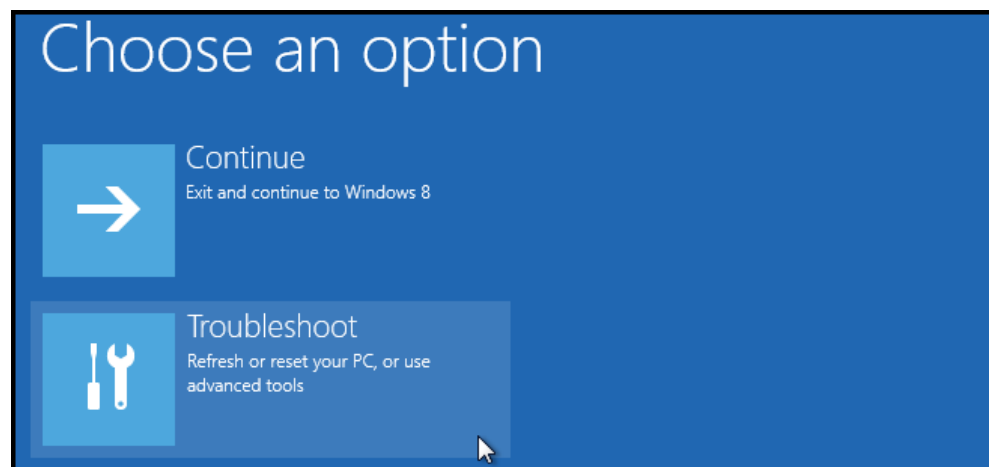 Choose an option
Continue
Exit and continue to Windows 8
Troubleshoot
Refresh or reset your PC, or use
advanced tools